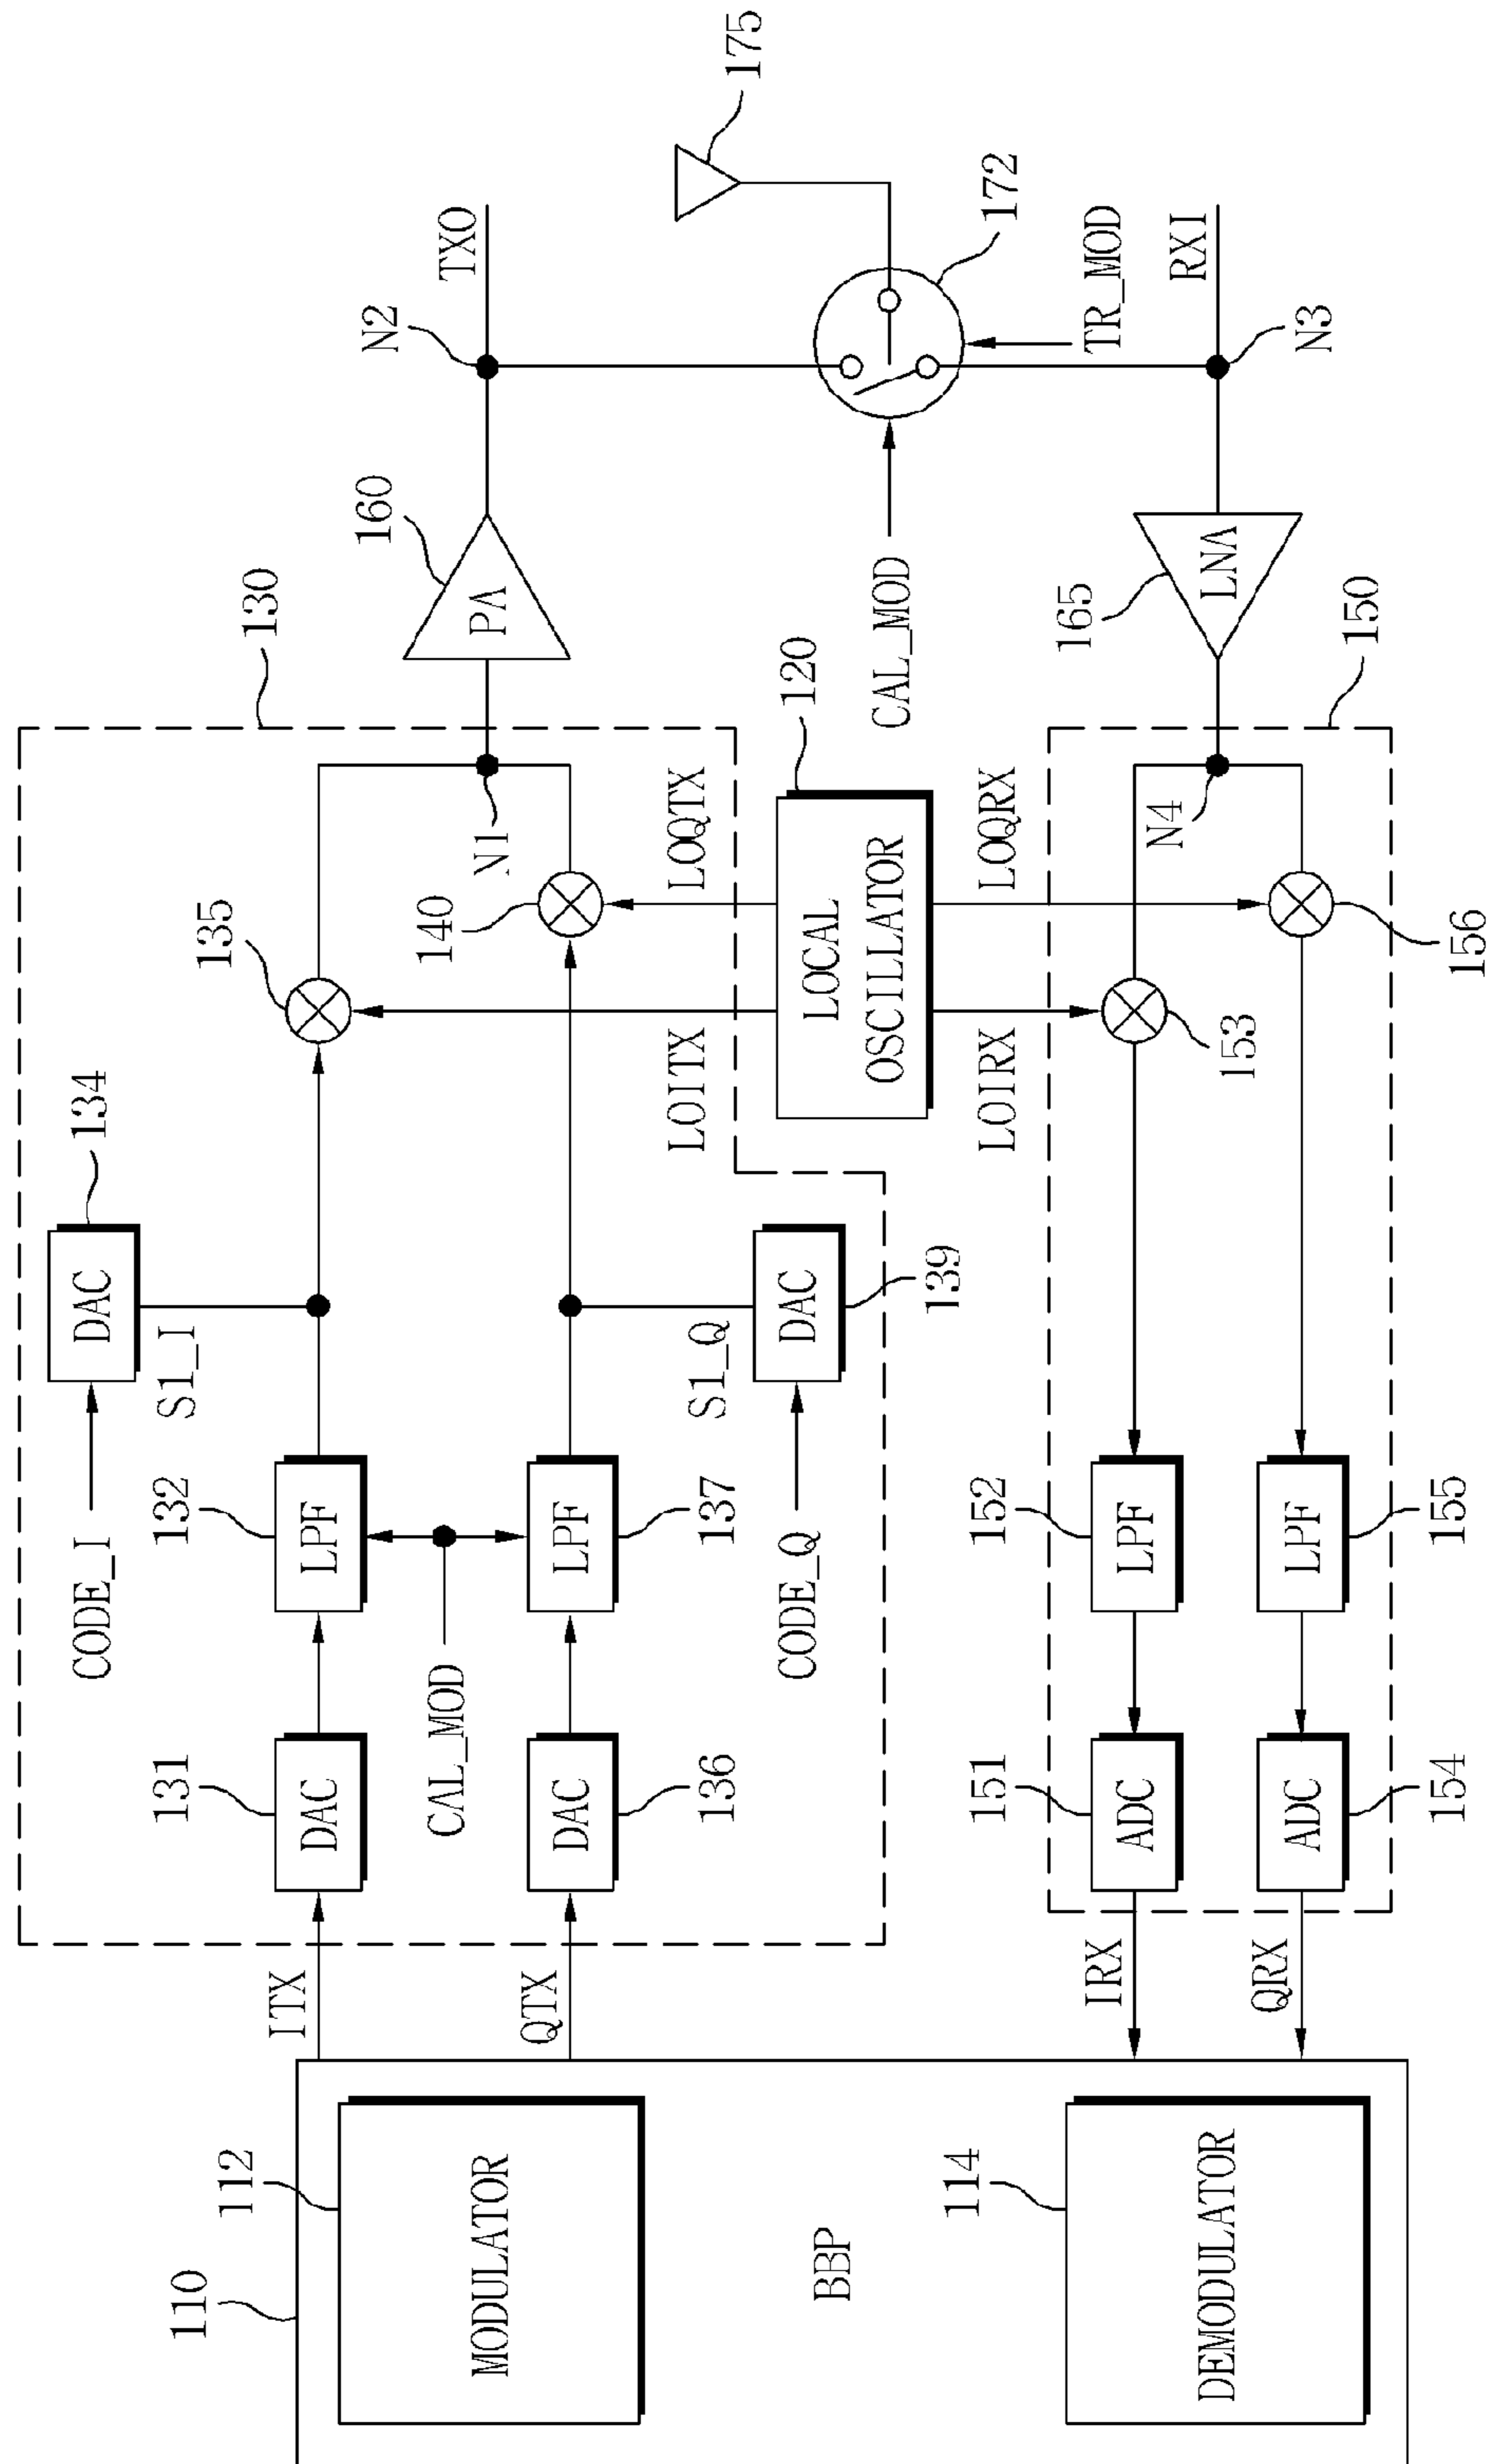 110
112
MODULATOR
BBP
114
DEMODULATOR
ITX
QTX
IRX
QRX
130
131
DAC
132
LPF
CODE_I
134
DAC
S1_I
135
CAL_MOD
136
DAC
137
LPF
CODE_Q
139
DAC
S1_Q
140
N1
LOITX
LOQTX
120
LOCAL
OSCILLATOR
LOIRX
LOQRX
150
151
ADC
152
LPF
153
154
ADC
155
LPF
156
N4
160
PA
165
LNA
N2
TXO
CAL_MOD
172
TR_MOD
175
N3
RXI